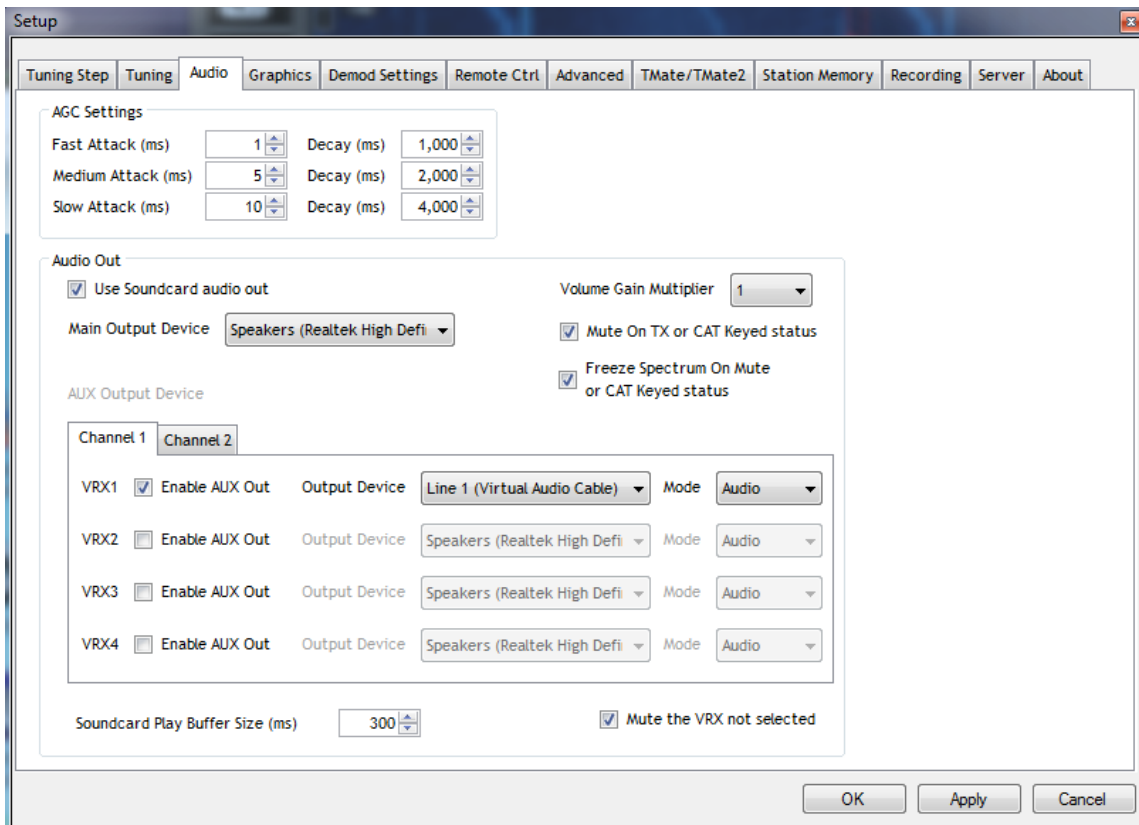 Setup
Tuning Step Tuning Audio Graphics Demod Settings Remote Ctrl Advanced TMate/TMate2 Station Memory Recording Server About
AGC Settings
Fast Attack (ms) 1 Decay (ms) 1,000
Medium Attack (ms) 5 Decay (ms) 2,000
Slow Attack (ms) 10 Decay (ms) 4,000
Audio Out
Use Soundcard audio out Volume Gain Multiplier 1
Main Output Device Speakers (Realtek High Defi Mute On TX or CAT Keyed status
Freeze Spectrum On Mute
or CAT Keyed status
AUX Output Device
Channel 1 Channel 2
VRX1 Enable AUX Out Output Device Line 1 (Virtual Audio Cable) Mode Audio
VRX2 Enable AUX Out Output Device Speakers (Realtek High Defi Mode Audio
VRX3 Enable AUX Out Output Device Speakers (Realtek High Defi Mode Audio
VRX4 Enable AUX Out Output Device Speakers (Realtek High Defi Mode Audio
Soundcard Play Buffer Size (ms) 300 Mute the VRX not selected
OK Apply Cancel